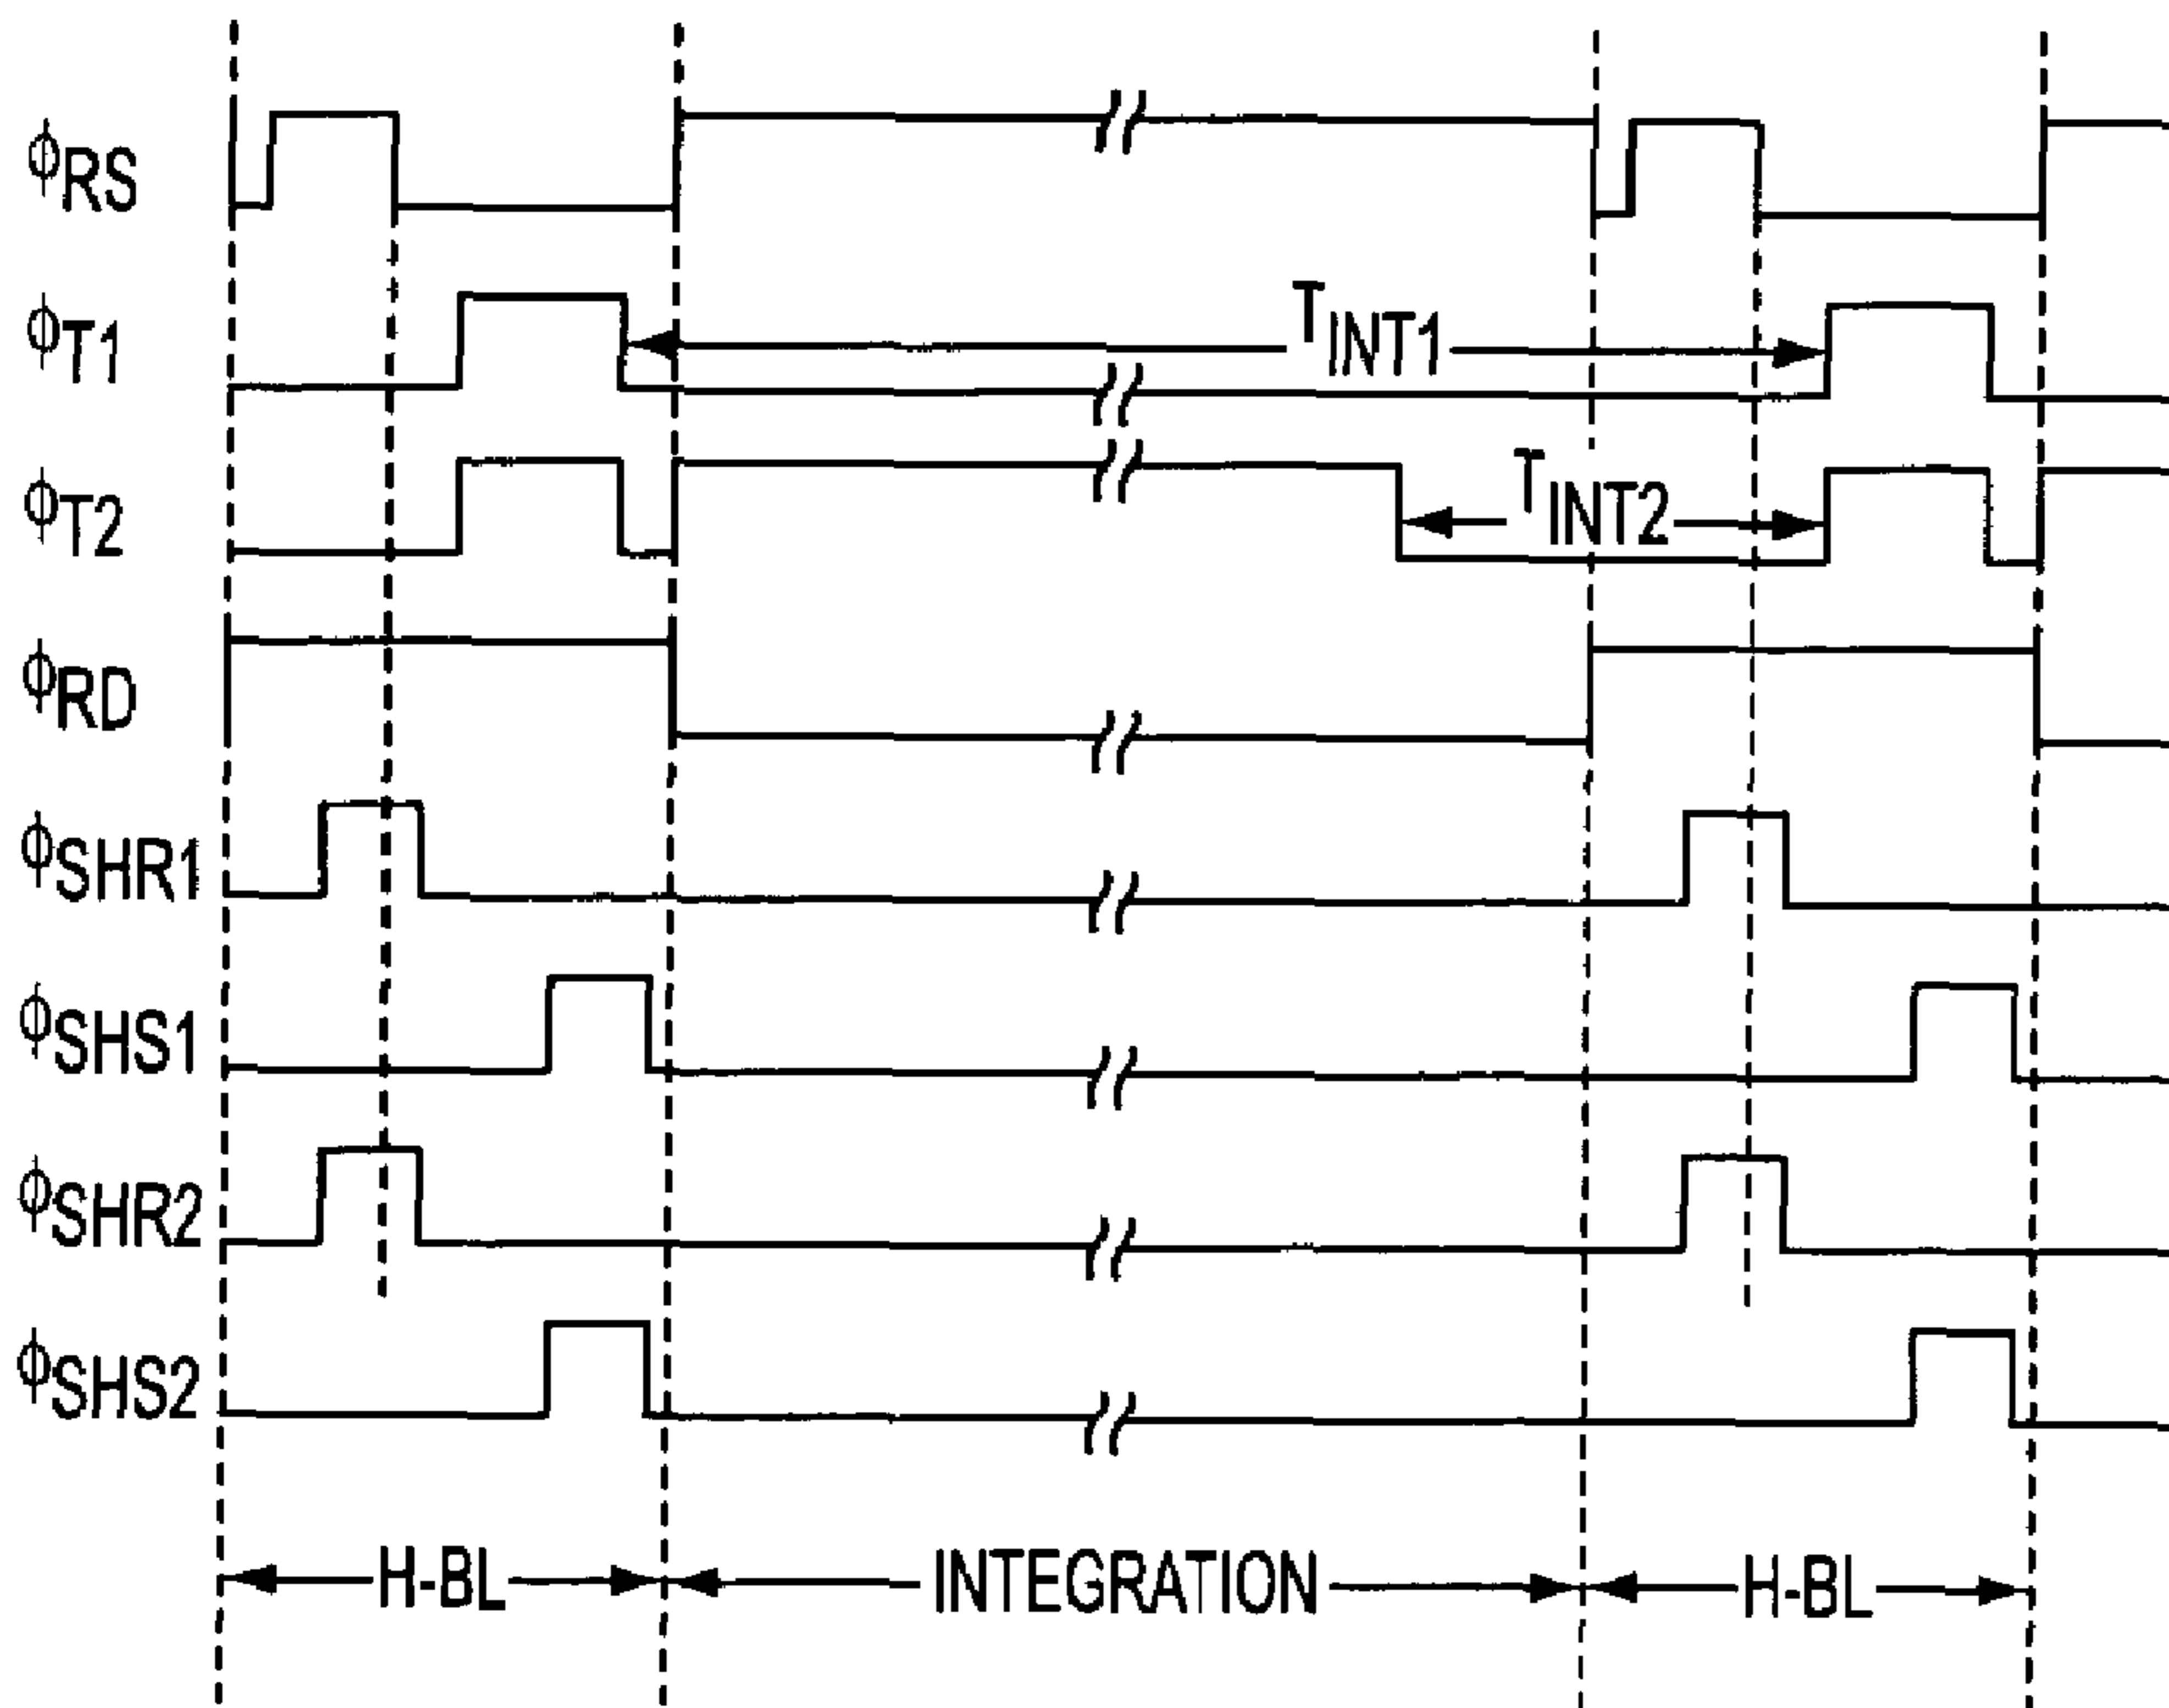 ϕRS
ϕT1
TINT1
ϕT2
TINT2
ϕRD
ϕSHR1
ϕSHS1
ϕSHR2
ϕSHS2
H-BL INTEGRATION H-BL